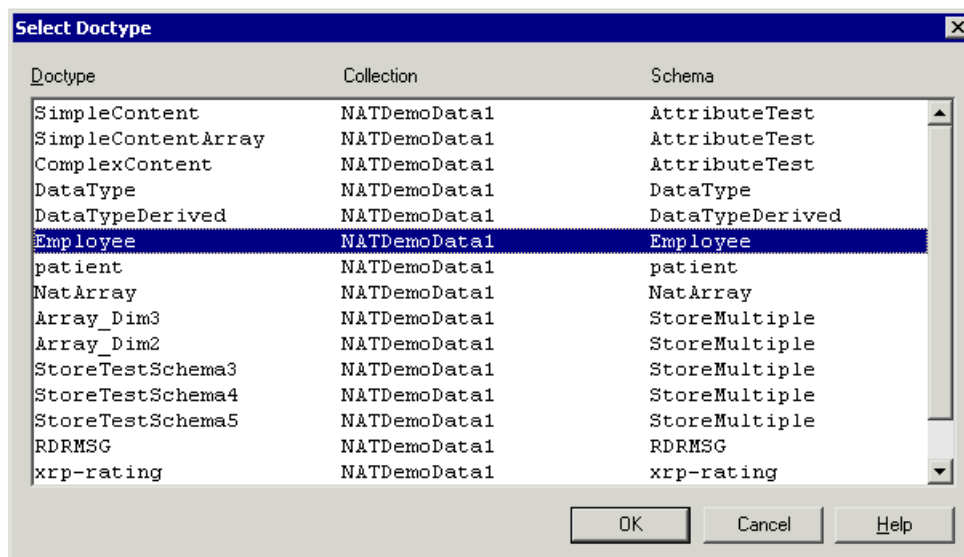 Select Doctype
Doctype Collection Schema
SimpleContent NATDemoData1 AttributeTest
SimpleContentArray NATDemoData1 AttributeTest
ComplexContent NATDemoData1 AttributeTest
DataType NATDemoData1 DataType
DataTypeDerived NATDemoData1 DataTypeDerived
Employee NATDemoData1 Employee
patient NATDemoData1 patient
NatArray NATDemoData1 NatArray
Array_Dim3 NATDemoData1 StoreMultiple
Array_Dim2 NATDemoData1 StoreMultiple
StoreTestSchema3 NATDemoData1 StoreMultiple
StoreTestSchema4 NATDemoData1 StoreMultiple
StoreTestSchema5 NATDemoData1 StoreMultiple
RDRMSG NATDemoData1 RDRMSG
xrp-rating NATDemoData1 xrp-rating
OK Cancel Help